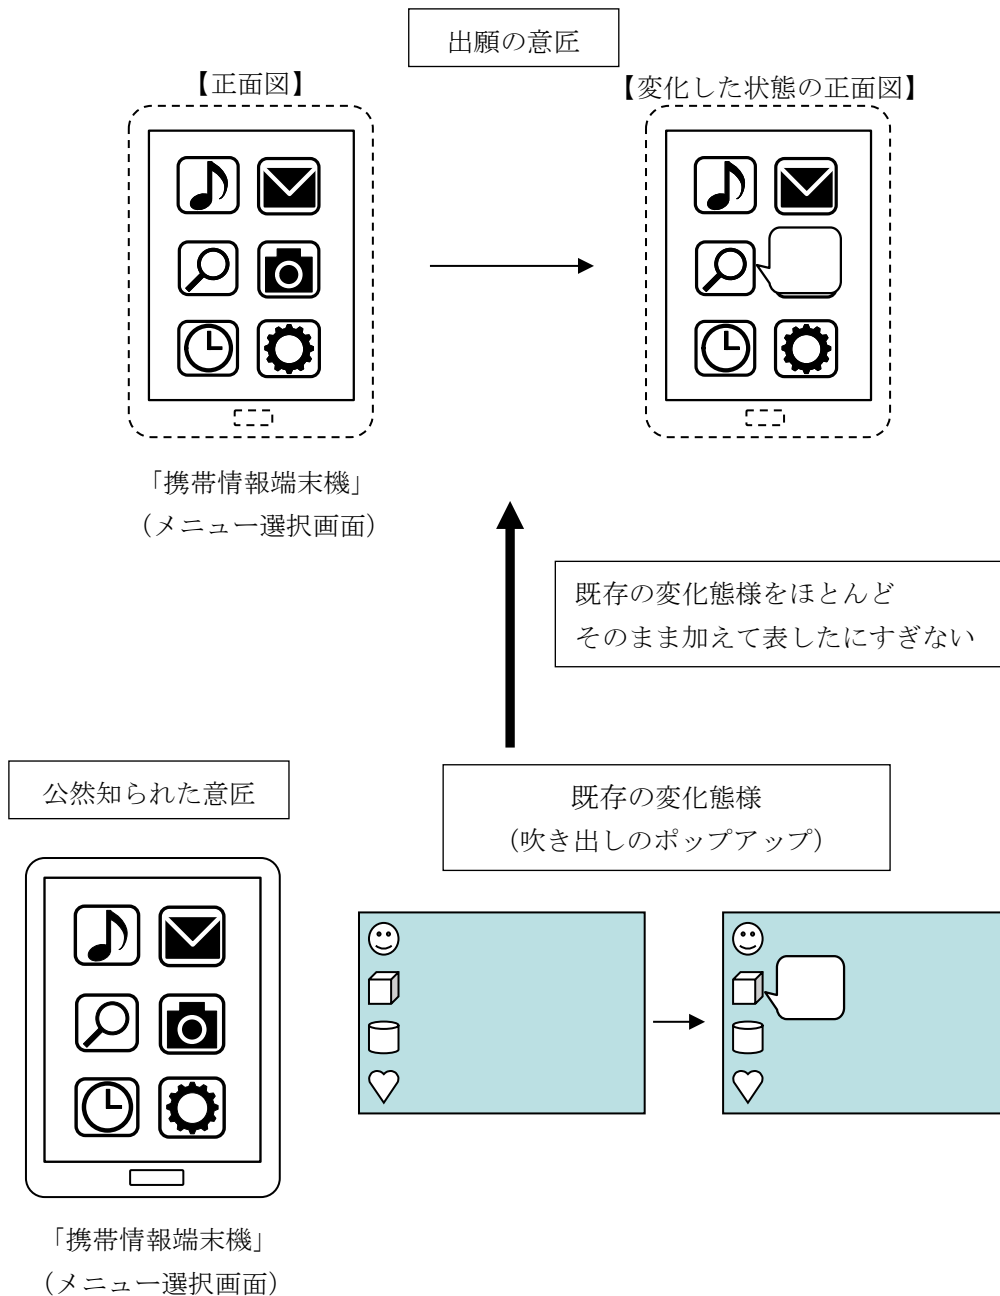 出願の意匠
【正面図】
【変化した状態の正面図】
「携帯情報端末機」
（メニュー選択画面）
既存の変化態様をほとんど
そのまま加えて表したにすぎない
公然知られた意匠
既存の変化態様
（吹き出しのポップアップ）
「携帯情報端末機」
（メニュー選択画面）